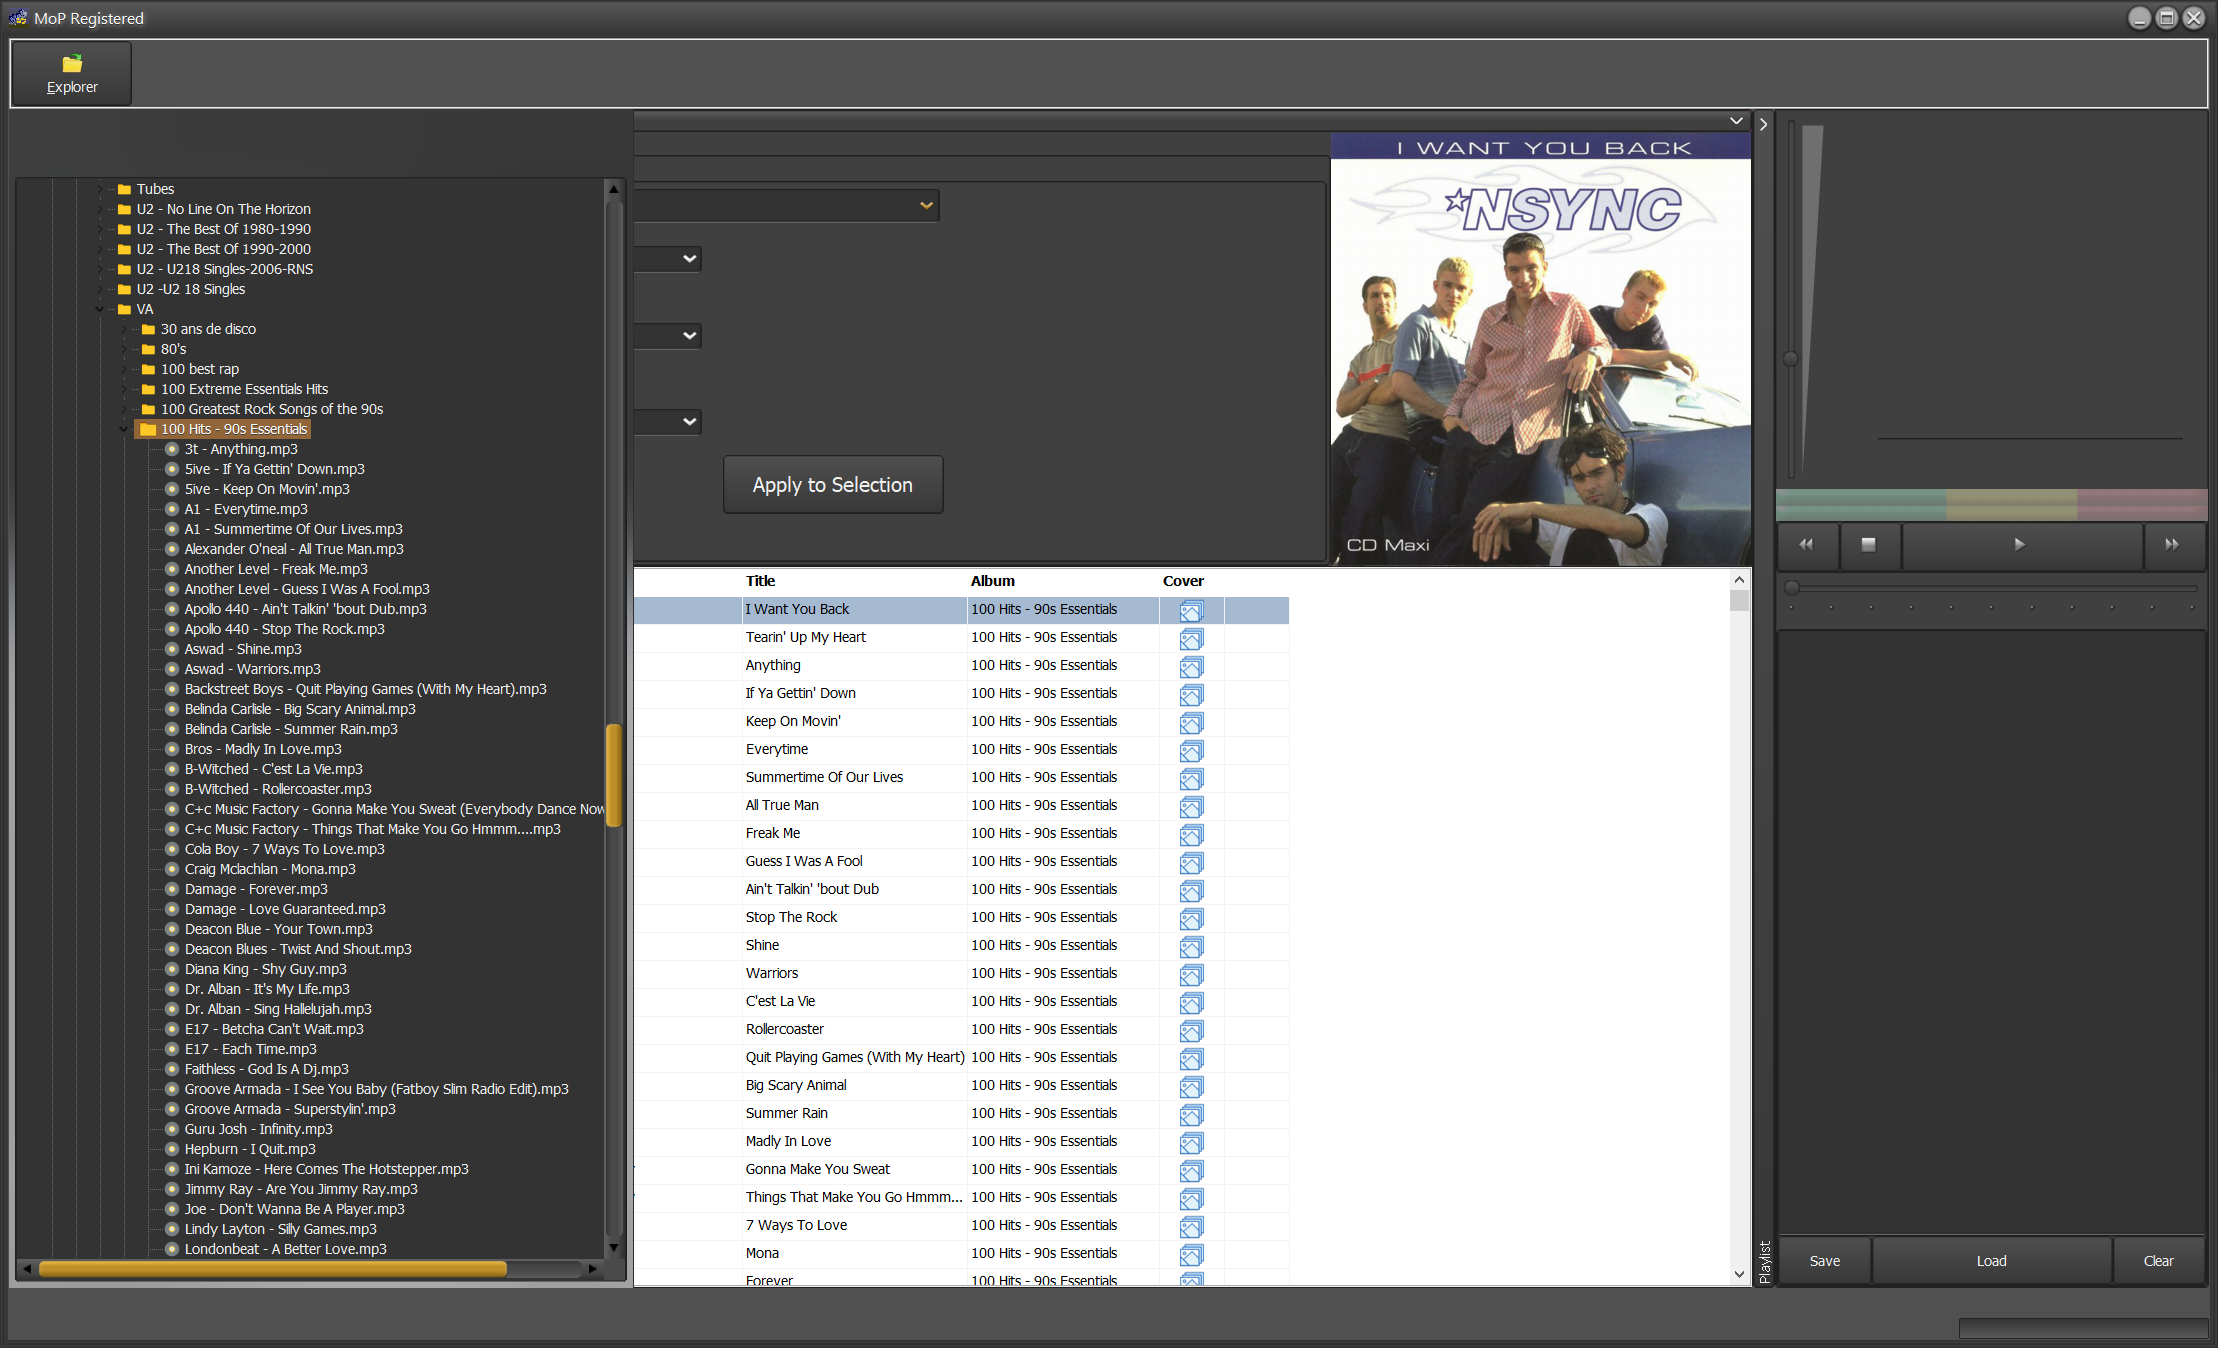 MoP Registered
Explorer
Tubes
U2 - No Line On The Horizon
U2 - The Best Of 1980-1990
U2 - The Best Of 1990-2000
U2 - U218 Singles-2006-RNS
U2 -U2 18 Singles
VA
30 ans de disco
80's
100 best rap
100 Extreme Essentials Hits
100 Greatest Rock Songs of the 90s
100 Hits - 90s Essentials
3t - Anything.mp3
5ive - If Ya Gettin' Down.mp3
5ive - Keep On Movin'.mp3
A1 - Everytime.mp3
A1 - Summertime Of Our Lives.mp3
Alexander O'neal - All True Man.mp3
Another Level - Freak Me.mp3
Another Level - Guess I Was A Fool.mp3
Apollo 440 - Ain't Talkin' 'bout Dub.mp3
Apollo 440 - Stop The Rock.mp3
Aswad - Shine.mp3
Aswad - Warriors.mp3
Backstreet Boys - Quit Playing Games (With My Heart).mp3
Belinda Carlisle - Big Scary Animal.mp3
Belinda Carlisle - Summer Rain.mp3
Bros - Madly In Love.mp3
B-Witched - C'est La Vie.mp3
B-Witched - Rollercoaster.mp3
C+c Music Factory - Gonna Make You Sweat (Everybody Dance Now
C+c Music Factory - Things That Make You Go Hmmm....mp3
Cola Boy - 7 Ways To Love.mp3
Craig Mclachlan - Mona.mp3
Damage - Forever.mp3
Damage - Love Guaranteed.mp3
Deacon Blue - Your Town.mp3
Deacon Blues - Twist And Shout.mp3
Diana King - Shy Guy.mp3
Dr. Alban - It's My Life.mp3
Dr. Alban - Sing Hallelujah.mp3
E17 - Betcha Can't Wait.mp3
E17 - Each Time.mp3
Faithless - God Is A Dj.mp3
Groove Armada - I See You Baby (Fatboy Slim Radio Edit).mp3
Groove Armada - Superstylin'.mp3
Guru Josh - Infinity.mp3
Hepburn - I Quit.mp3
Ini Kamoze - Here Comes The Hotstepper.mp3
Jimmy Ray - Are You Jimmy Ray.mp3
Joe - Don't Wanna Be A Player.mp3
Lindy Layton - Silly Games.mp3
Londonbeat - A Better Love.mp3
Apply to Selection
I WANT YOU BACK
*NSYNC
CD Maxi
Title Album Cover
I Want You Back 100 Hits - 90s Essentials
Tearin' Up My Heart 100 Hits - 90s Essentials
Anything 100 Hits - 90s Essentials
If Ya Gettin' Down 100 Hits - 90s Essentials
Keep On Movin' 100 Hits - 90s Essentials
Everytime 100 Hits - 90s Essentials
Summertime Of Our Lives 100 Hits - 90s Essentials
All True Man 100 Hits - 90s Essentials
Freak Me 100 Hits - 90s Essentials
Guess I Was A Fool 100 Hits - 90s Essentials
Ain't Talkin' 'bout Dub 100 Hits - 90s Essentials
Stop The Rock 100 Hits - 90s Essentials
Shine 100 Hits - 90s Essentials
Warriors 100 Hits - 90s Essentials
C'est La Vie 100 Hits - 90s Essentials
Rollercoaster 100 Hits - 90s Essentials
Quit Playing Games (With My Heart) 100 Hits - 90s Essentials
Big Scary Animal 100 Hits - 90s Essentials
Summer Rain 100 Hits - 90s Essentials
Madly In Love 100 Hits - 90s Essentials
Gonna Make You Sweat 100 Hits - 90s Essentials
Things That Make You Go Hmmm... 100 Hits - 90s Essentials
7 Ways To Love 100 Hits - 90s Essentials
Mona 100 Hits - 90s Essentials
Forever 100 Hits - 90s Essentials
Playlist
Save Load Clear